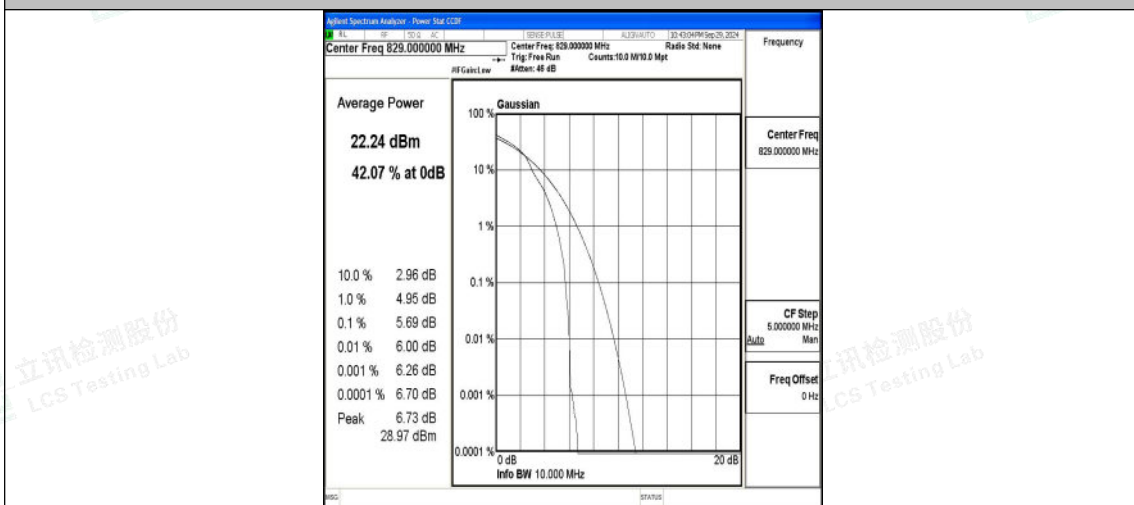 Agilent Spectrum Analyzer - Power Stat CCDF
RL RF 50 Ω AC SENSE:PULSE ALIGNAUTO 10:43:04 PM Sep 29, 2024
Center Freq 829.000000 MHz
Center Freq: 829.000000 MHz Radio Std: None
Trig: Free Run Counts:10.0 M/10.0 Mpt
#IFGain:Low #Atten: 46 dB
Frequency
Average Power
22.24 dBm
42.07 % at 0dB
10.0 % 2.96 dB
1.0 % 4.95 dB
0.1 % 5.69 dB
0.01 % 6.00 dB
0.001 % 6.26 dB
0.0001 % 6.70 dB
Peak 6.73 dB
28.97 dBm
Gaussian
100 %
10 %
1 %
0.1 %
0.01 %
0.001 %
0.0001 %
0 dB 20 dB
Info BW 10.000 MHz
Center Freq
829.000000 MHz
CF Step
5.000000 MHz
Auto Man
Freq Offset
0 Hz
MSG STATUS
立讯检测股份
LCS Testing Lab
立讯检测股份
LCS Testing Lab